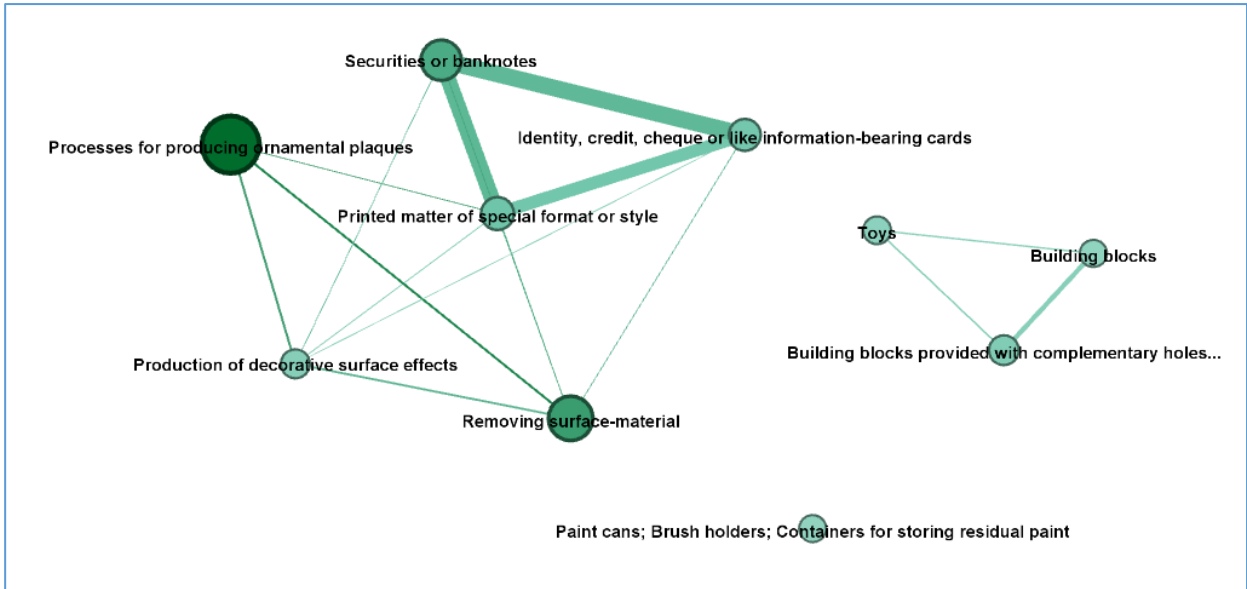 Securities or banknotes
Identity, credit, cheque or like information-bearing cards
Processes for producing ornamental plaques
Printed matter of special format or style
Toys
Building blocks
Building blocks provided with complementary holes...
Production of decorative surface effects
Removing surface-material
Paint cans; Brush holders; Containers for storing residual paint